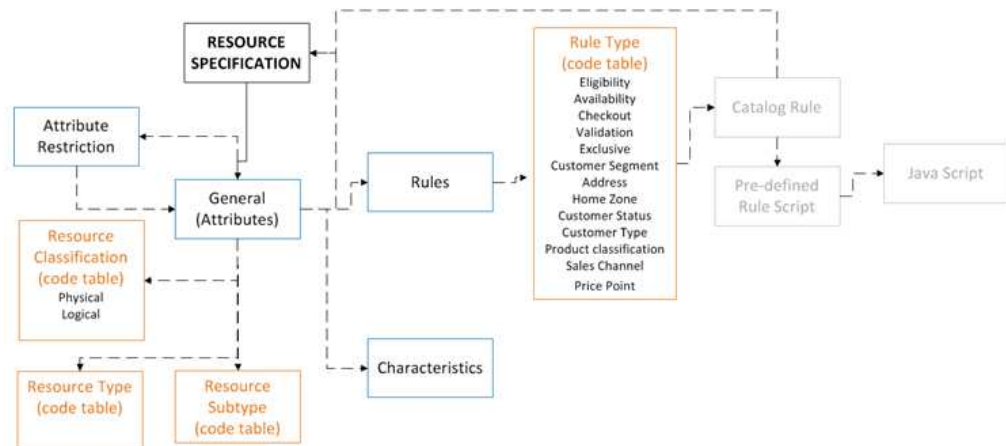 RESOURCE
SPECIFICATION
Attribute
Restriction
General
(Attributes)
Resource
Classification
(code table)
Physical
Logical
Resource Type
(code table)
Resource
Subtype
(code table)
Rules
Characteristics
Rule Type
(code table)
Eligibility
Availability
Checkout
Validation
Exclusive
Customer Segment
Address
Home Zone
Customer Status
Customer Type
Product classification
Sales Channel
Price Point
Catalog Rule
Pre-defined
Rule Script
Java Script